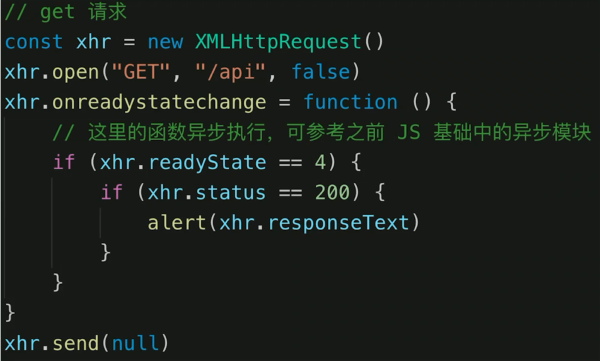 // get 请求
const xhr = new XMLHttpRequest()
xhr.open("GET", "/api", false)
xhr.onreadystatechange = function () {
    // 这里的函数异步执行，可参考之前 JS 基础中的异步模块
    if (xhr.readyState == 4) {
        if (xhr.status == 200) {
            alert(xhr.responseText)
        }
    }
}
xhr.send(null)